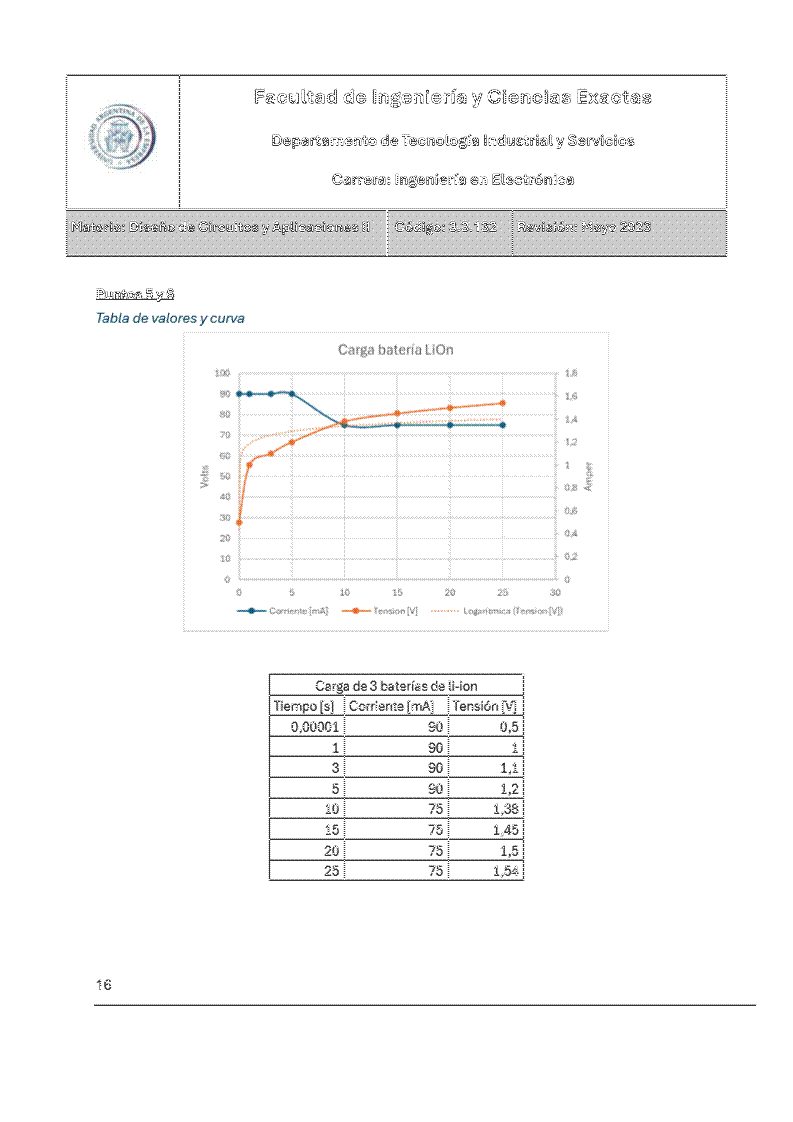 Facultad de Ingeniería y Ciencias Exactas
UNIVERSIDAD ARGENTINA DE LA EMPRESA
Departamento de Tecnología Industrial y Servicios
Carrera: Ingeniería en Electrónica
Materia: Diseño de Circuitos y Aplicaciones II Código: 3.3.132 Revisión: Mayo 2023
Puntos 5 y 6
Tabla de valores y curva
Carga batería LiOn
100 1,8
90 1,6
80 1,4
70 1,2
60 1
50 0,8
40 0,6
30 0,4
20 0,2
10 0
0
Volts
Amper
0 5 10 15 20 25 30
Corriente [mA] Tension [V] Logarítmica (Tension [V])
Carga de 3 baterías de li-ion
Tiempo [s] Corriente [mA] Tensión [V]
0,00001 90 0,5
1 90 1
3 90 1,1
5 90 1,2
10 75 1,38
15 75 1,45
20 75 1,5
25 75 1,54
16